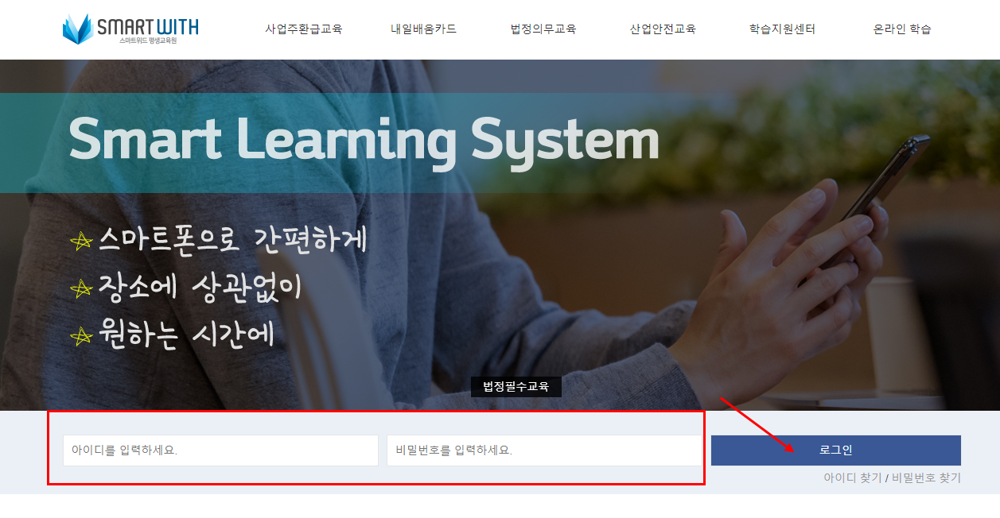 SMART WITH
스마트위드 평생교육원
사업주환급교육 내일배움카드 법정의무교육 산업안전교육 학습지원센터 온라인 학습
Smart Learning System
스마트폰으로 간편하게
장소에 상관없이
원하는 시간에
법정필수교육
아이디를 입력하세요. 비밀번호를 입력하세요. 로그인
아이디 찾기 / 비밀번호 찾기